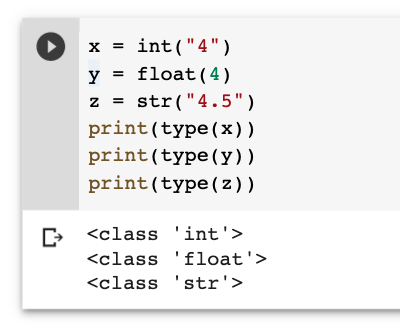 x = int("4")
y = float(4)
z = str("4.5")
print(type(x))
print(type(y))
print(type(z))
<class 'int'>
<class 'float'>
<class 'str'>